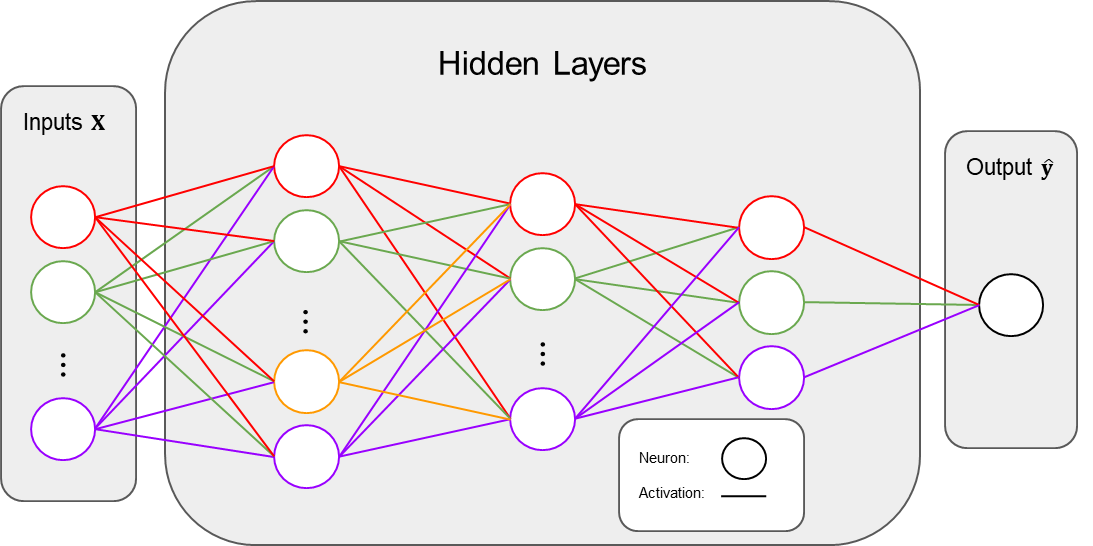 Hidden Layers
Inputs X
Output ŷ
Neuron:
Activation: